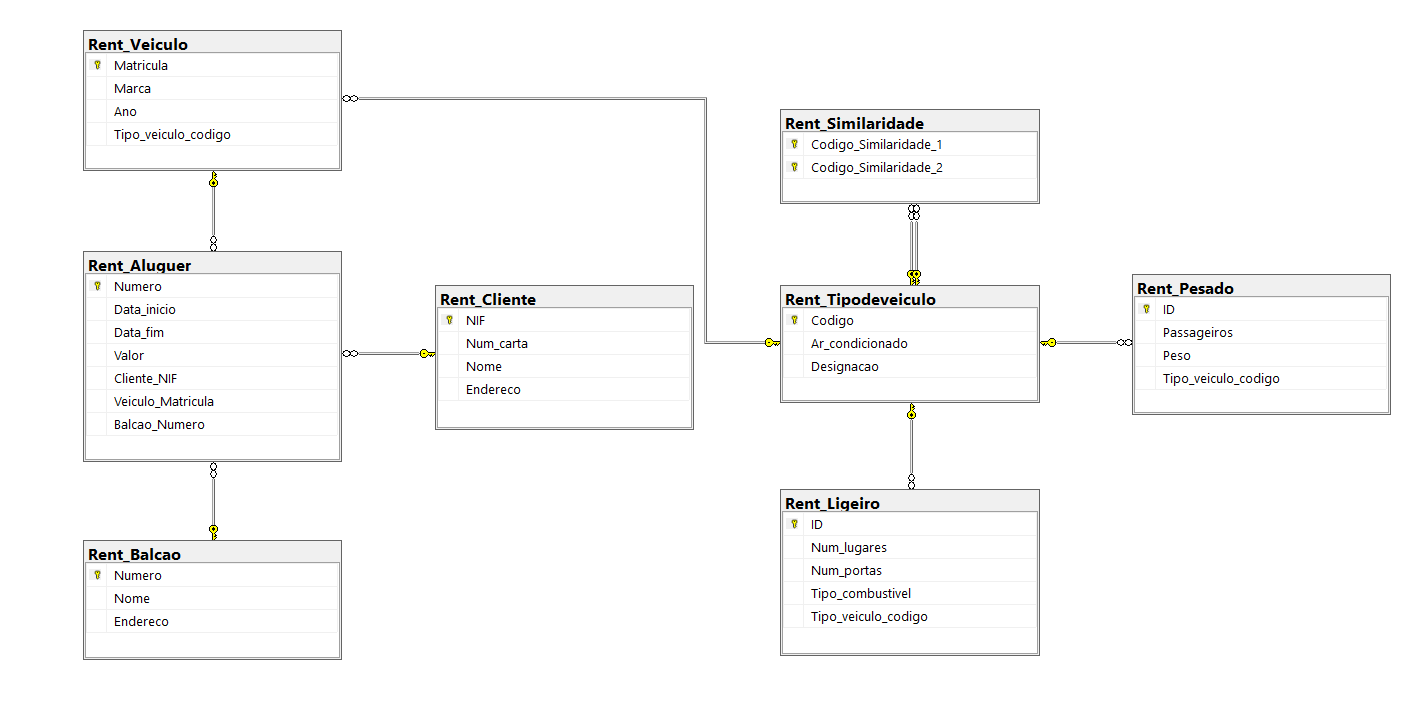 Rent_Veiculo
Matricula
Marca
Ano
Tipo_veiculo_codigo
Rent_Aluguer
Numero
Data_inicio
Data_fim
Valor
Cliente_NIF
Veiculo_Matricula
Balcao_Numero
Rent_Balcao
Numero
Nome
Endereco
Rent_Cliente
NIF
Num_carta
Nome
Endereco
Rent_Similaridade
Codigo_Similaridade_1
Codigo_Similaridade_2
Rent_Tipodeveiculo
Codigo
Ar_condicionado
Designacao
Rent_Ligeiro
ID
Num_lugares
Num_portas
Tipo_combustivel
Tipo_veiculo_codigo
Rent_Pesado
ID
Passageiros
Peso
Tipo_veiculo_codigo